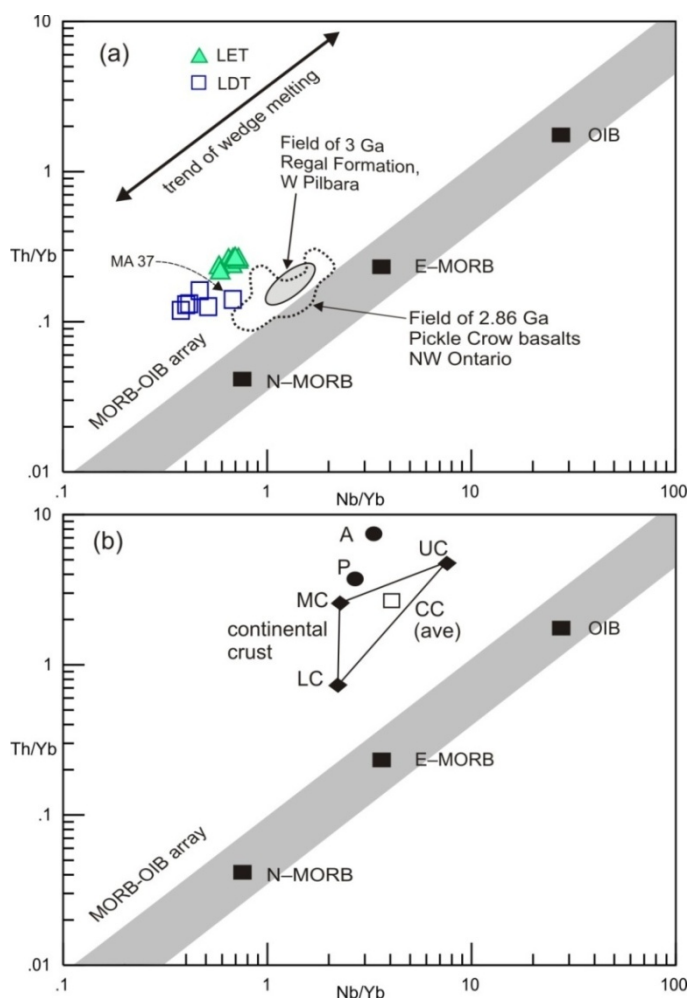 10
(a)
LET
LDT
trend of wedge melting
OIB
1
Field of 3 Ga
Regal Formation,
W Pilbara
Th/Yb
MA 37
E–MORB
.1
Field of 2.86 Ga
Pickle Crow basalts
NW Ontario
MORB-OIB array
N–MORB
.01
.1
1
10
100
Nb/Yb
10
(b)
A
UC
P
MC
CC
(ave)
continental
crust
OIB
1
LC
Th/Yb
E–MORB
.1
MORB-OIB array
N–MORB
.01
.1
1
10
100
Nb/Yb